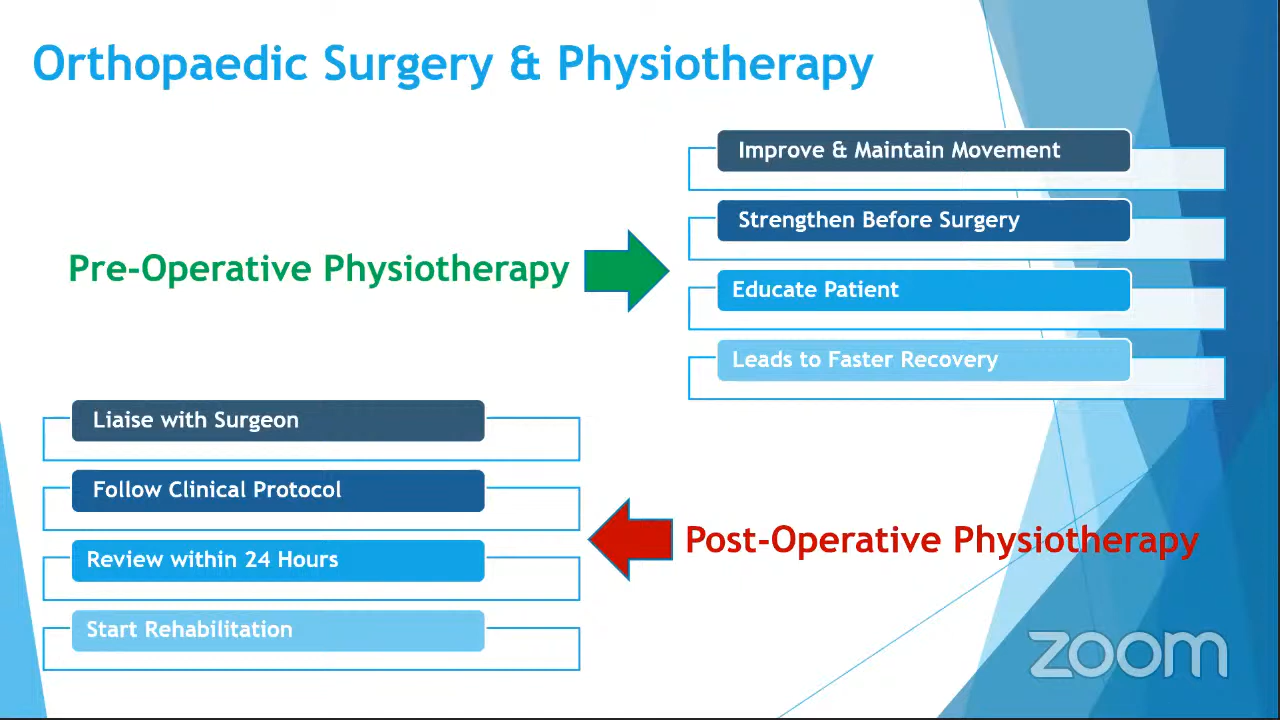 Orthopaedic Surgery & Physiotherapy
Pre-Operative Physiotherapy
Improve & Maintain Movement
Strengthen Before Surgery
Educate Patient
Leads to Faster Recovery
Post-Operative Physiotherapy
Liaise with Surgeon
Follow Clinical Protocol
Review within 24 Hours
Start Rehabilitation
zoom